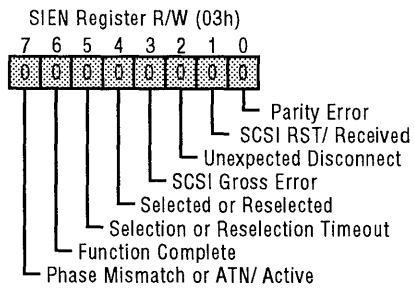 SIEN Register R/W (03h)
7 6 5 4 3 2 1 0
0 0 0 0 0 0 0 0
Parity Error
SCSI RST/ Received
Unexpected Disconnect
SCSI Gross Error
Selected or Reselected
Selection or Reselection Timeout
Function Complete
Phase Mismatch or ATN/ Active